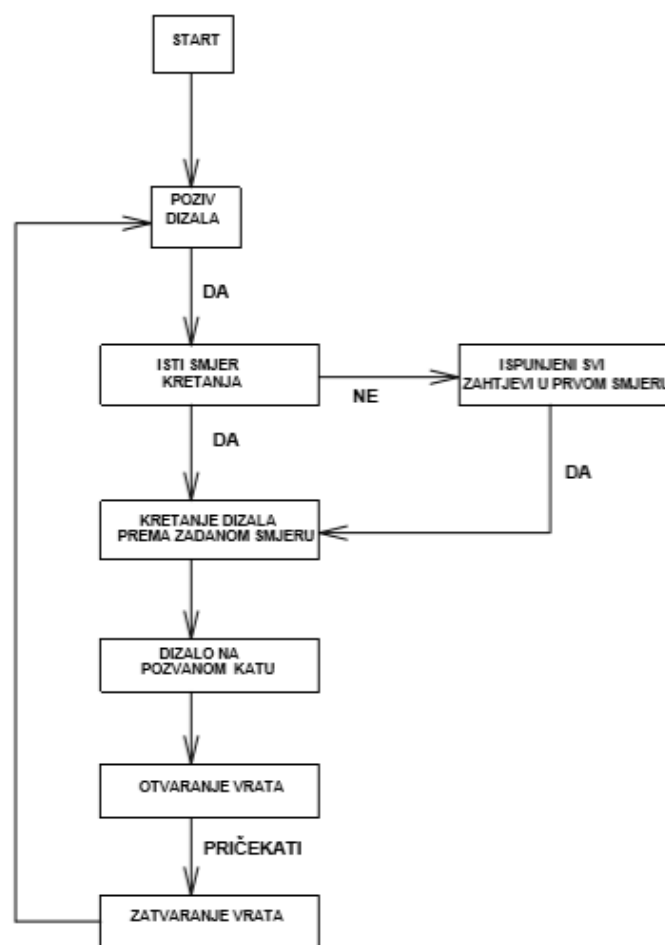 START
POZIV
DIZALA
DA
ISTI SMJER
KRETANJA
NE
ISPUNJENI SVI
ZAHTJEVI U PRVOM SMJERU
DA
DA
KRETANJE DIZALA
PREMA ZADANOM SMJERU
DIZALO NA
POZVANOM KATU
OTVARANJE VRATA
PRIČEKATI
ZATVARANJE VRATA